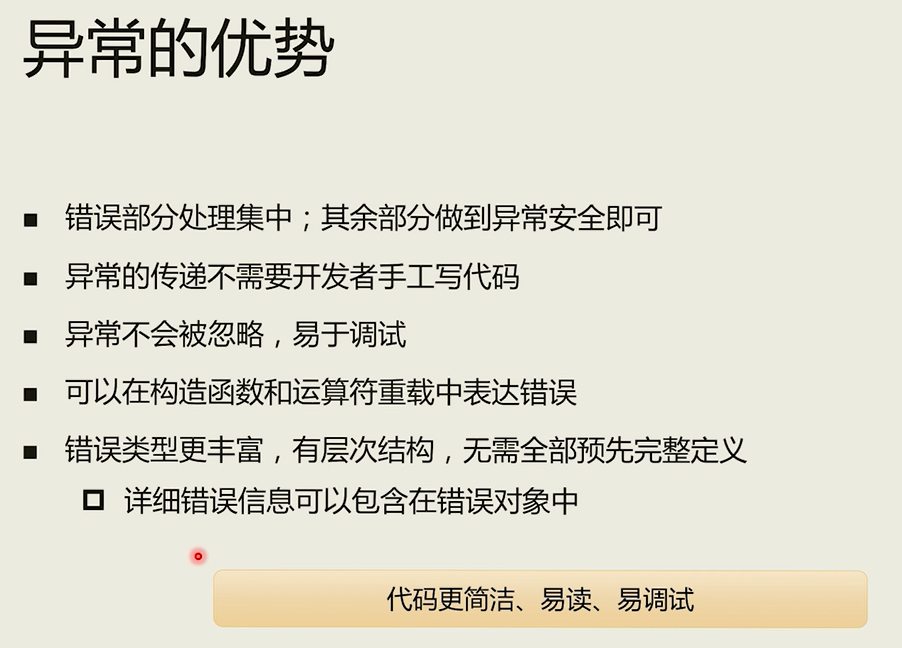 异常的优势
错误部分处理集中；其余部分做到异常安全即可
异常的传递不需要开发者手工写代码
异常不会被忽略，易于调试
可以在构造函数和运算符重载中表达错误
错误类型更丰富，有层次结构，无需全部预先完整定义
详细错误信息可以包含在错误对象中
代码更简洁、易读、易调试